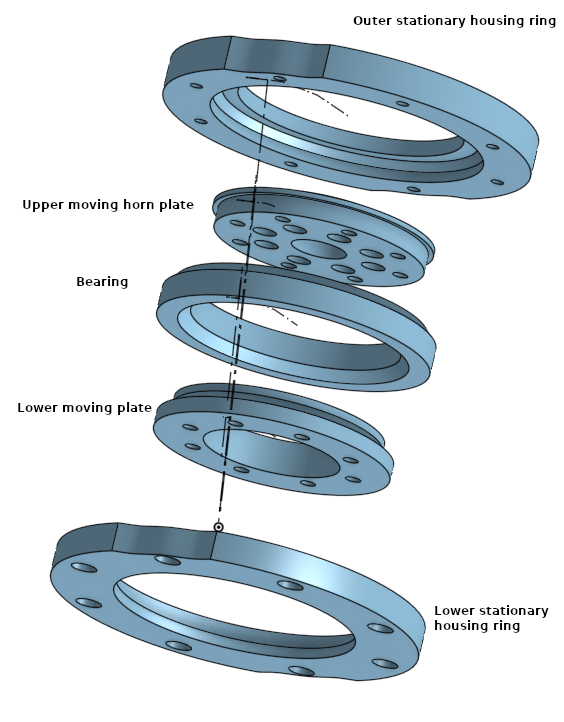 Outer stationary housing ring
Upper moving horn plate
Bearing
Lower moving plate
Lower stationary
housing ring